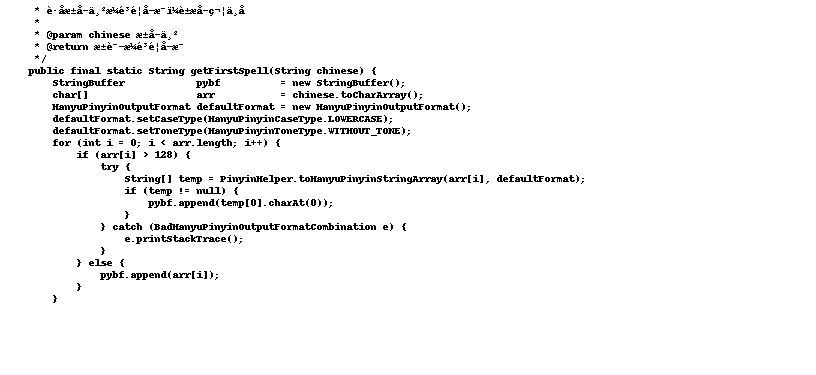 * è·åæ±å-ä¸²æ¼é³é¦å-æ¯ï¼è±æå-ç¬¦ä¸å
*
* @param chinese æ±å-ä¸²
* @return æ±è¯-æ¼é³é¦å-æ¯
*/
public final static String getFirstSpell(String chinese) {
StringBuffer pybf = new StringBuffer();
char[] arr = chinese.toCharArray();
HanyuPinyinOutputFormat defaultFormat = new HanyuPinyinOutputFormat();
defaultFormat.setCaseType(HanyuPinyinCaseType.LOWERCASE);
defaultFormat.setToneType(HanyuPinyinToneType.WITHOUT_TONE);
for (int i = 0; i < arr.length; i++) {
if (arr[i] > 128) {
try {
String[] temp = PinyinHelper.toHanyuPinyinStringArray(arr[i], defaultFormat);
if (temp != null) {
pybf.append(temp[0].charAt(0));
}
} catch (BadHanyuPinyinOutputFormatCombination e) {
e.printStackTrace();
}
} else {
pybf.append(arr[i]);
}
}